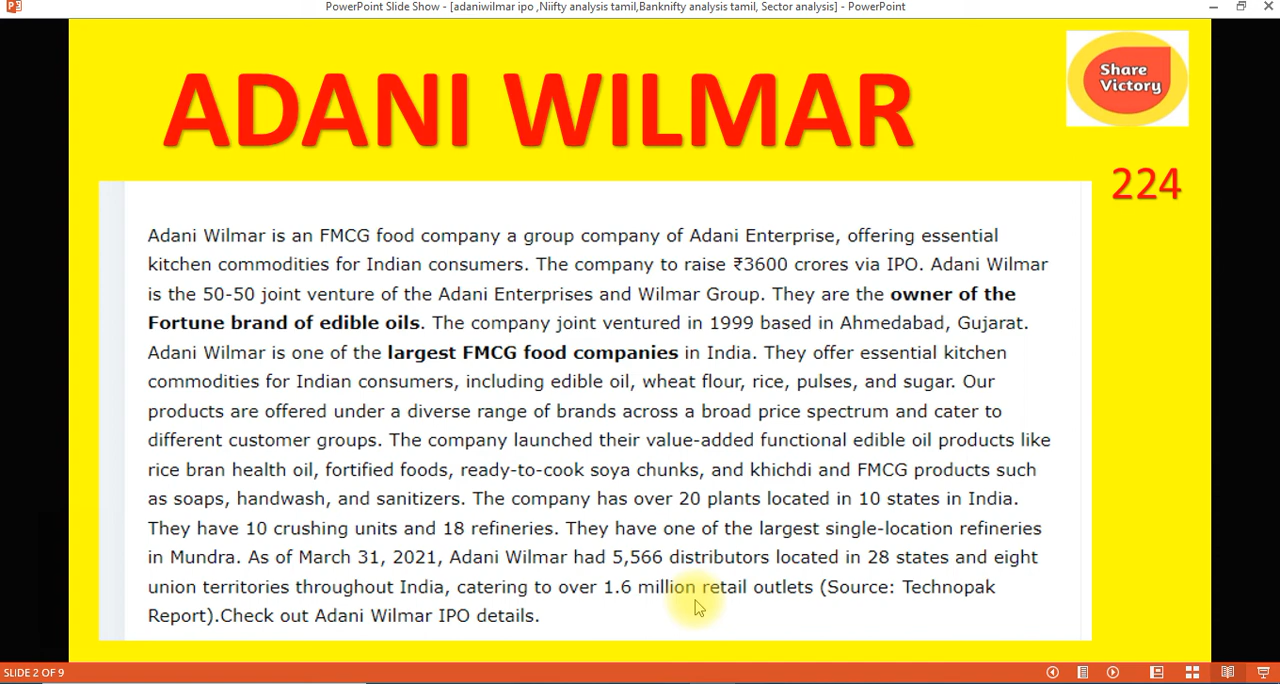 PowerPoint Slide Show - [adaniwilmar ipo ,Niifty analysis tamil,Banknifty analysis tamil, Sector analysis] - PowerPoint
ADANI WILMAR
Share
Victory
224
Adani Wilmar is an FMCG food company a group company of Adani Enterprise, offering essential
kitchen commodities for Indian consumers. The company to raise ₹3600 crores via IPO. Adani Wilmar
is the 50-50 joint venture of the Adani Enterprises and Wilmar Group. They are the owner of the
Fortune brand of edible oils. The company joint ventured in 1999 based in Ahmedabad, Gujarat.
Adani Wilmar is one of the largest FMCG food companies in India. They offer essential kitchen
commodities for Indian consumers, including edible oil, wheat flour, rice, pulses, and sugar. Our
products are offered under a diverse range of brands across a broad price spectrum and cater to
different customer groups. The company launched their value-added functional edible oil products like
rice bran health oil, fortified foods, ready-to-cook soya chunks, and khichdi and FMCG products such
as soaps, handwash, and sanitizers. The company has over 20 plants located in 10 states in India.
They have 10 crushing units and 18 refineries. They have one of the largest single-location refineries
in Mundra. As of March 31, 2021, Adani Wilmar had 5,566 distributors located in 28 states and eight
union territories throughout India, catering to over 1.6 million retail outlets (Source: Technopak
Report).Check out Adani Wilmar IPO details.
SLIDE 2 OF 9